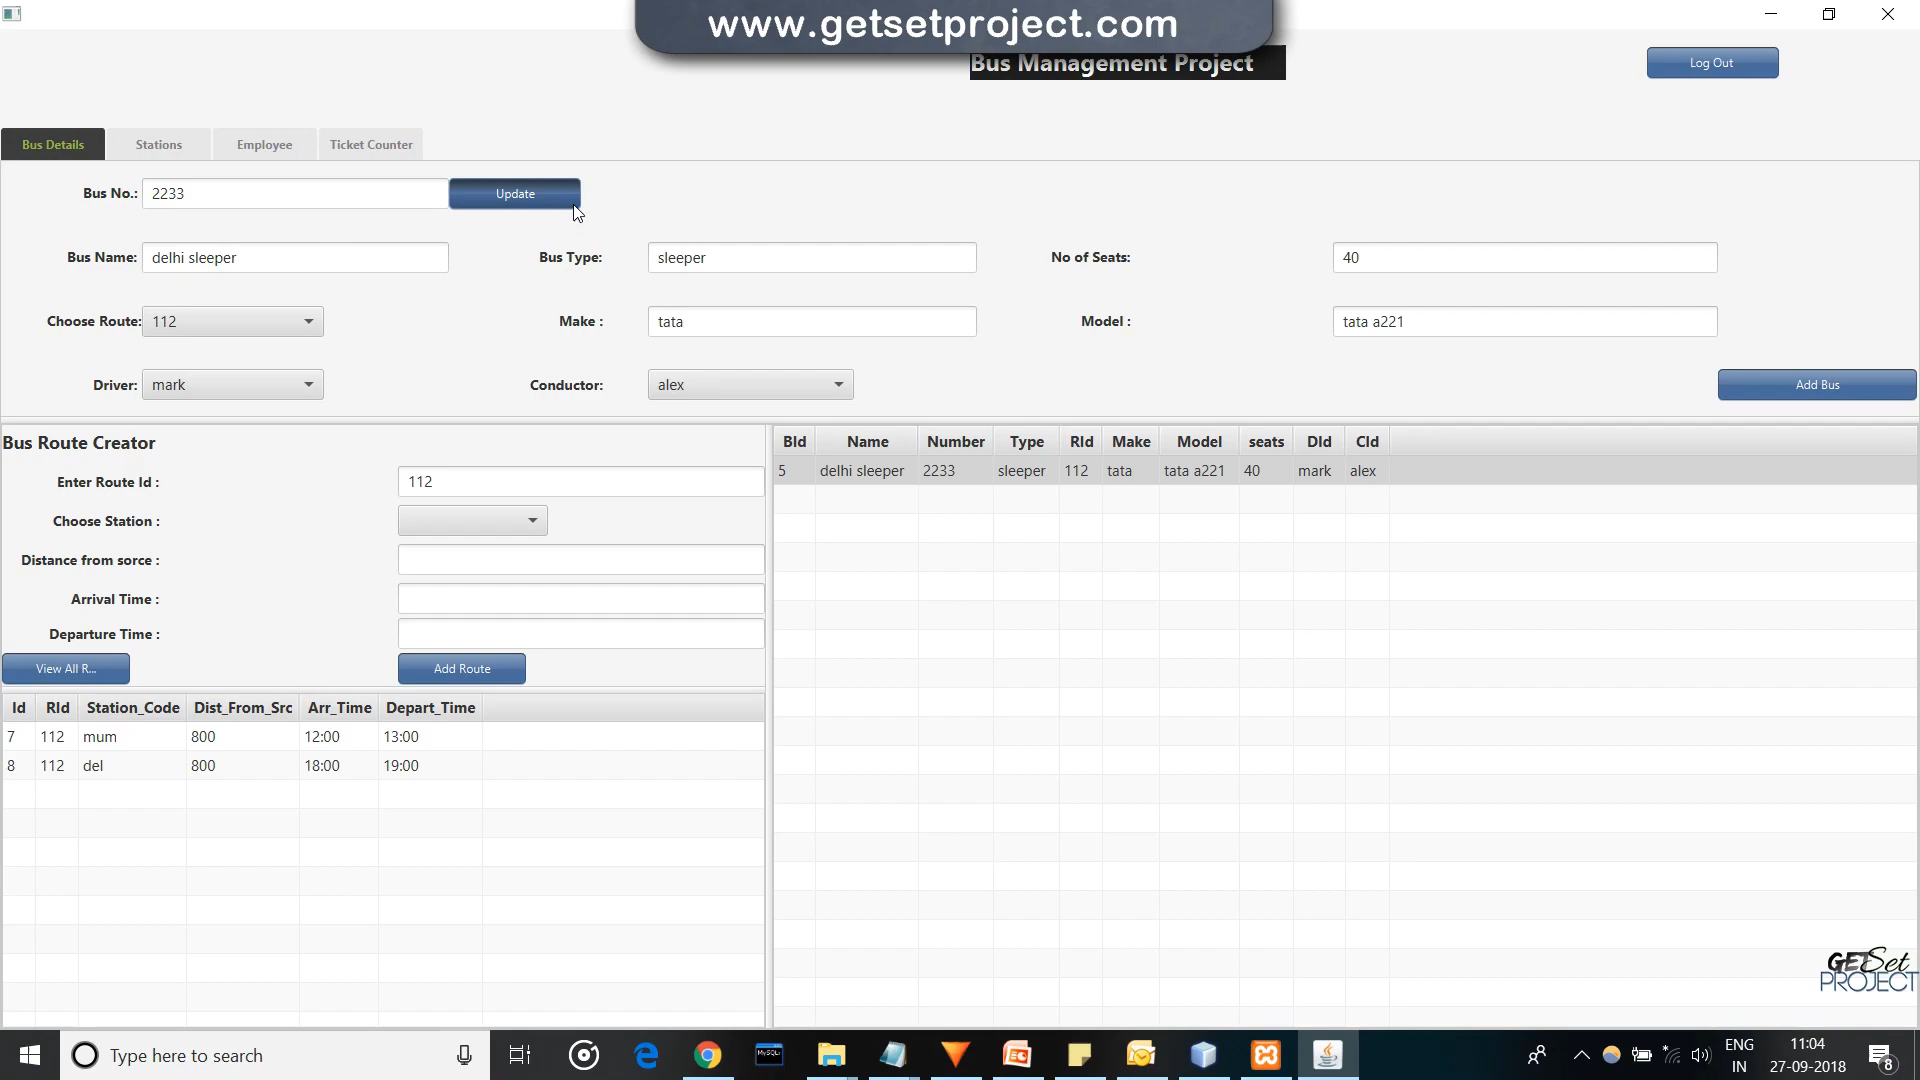 www.getsetproject.com
Bus Management Project
Log Out
Bus Details Stations Employee Ticket Counter
Bus No.: 2233 Update
Bus Name: delhi sleeper Bus Type: sleeper No of Seats: 40
Choose Route: 112 Make : tata Model : tata a221
Driver: mark Conductor: alex Add Bus
Bus Route Creator
Enter Route Id : 112
Choose Station :
Distance from sorce :
Arrival Time :
Departure Time :
View All R... Add Route
Id RId Station_Code Dist_From_Src Arr_Time Depart_Time
7 112 mum 800 12:00 13:00
8 112 del 800 18:00 19:00
BId Name Number Type RId Make Model seats DId CId
5 delhi sleeper 2233 sleeper 112 tata tata a221 40 mark alex
GETSet
PROJECT
Type here to search
MySQL
ENG
IN
11:04
27-09-2018
8